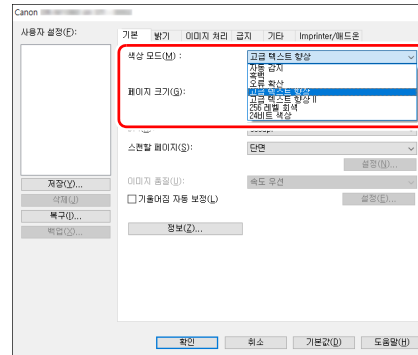 Canon
사용자 설정(F):
기본 밝기 이미지 처리 급지 기타 Imprinter/애드온
색상 모드(M) :
고급 텍스트 향상
자동 감지
흑백
오류 확산
고급 텍스트 향상
고급 텍스트 향상 II
256 레벨 회색
24비트 색상
페이지 크기(G):
스캔할 페이지(S):
단면
설정(N)...
이미지 품질(U):
속도 우선
기울어짐 자동 보정(L)
설정(E)...
정보(Z)...
저장(Y)...
삭제(J)
복구(I)...
백업(X)...
확인 취소 기본값(D) 도움말(H)